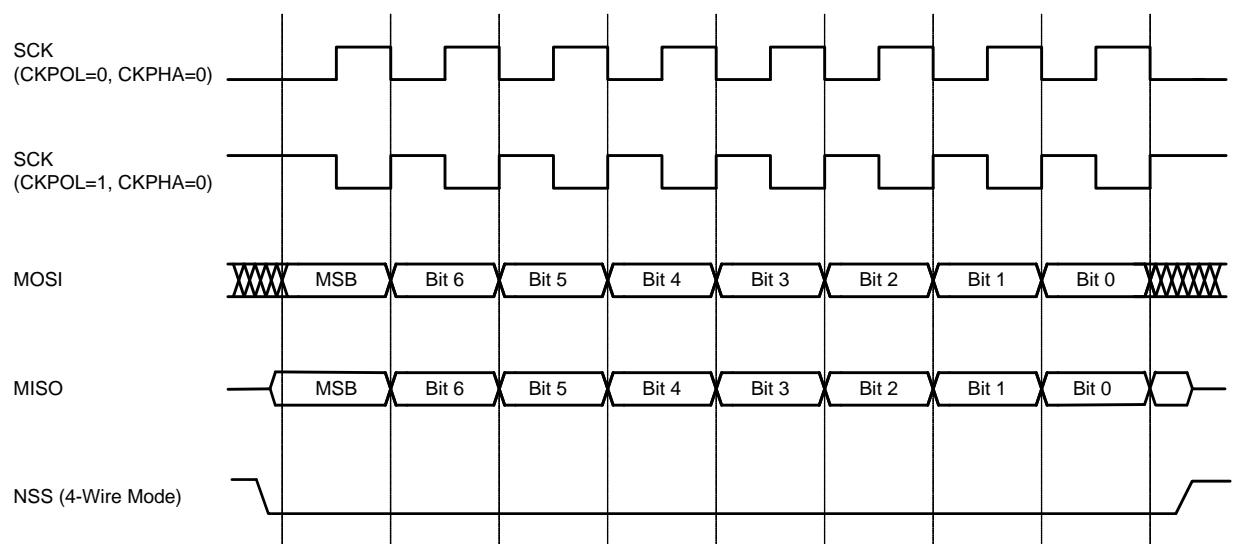 SCK
(CKPOL=0, CKPHA=0)
SCK
(CKPOL=1, CKPHA=0)
MOSI
MSB Bit 6 Bit 5 Bit 4 Bit 3 Bit 2 Bit 1 Bit 0
MISO
MSB Bit 6 Bit 5 Bit 4 Bit 3 Bit 2 Bit 1 Bit 0
NSS (4-Wire Mode)